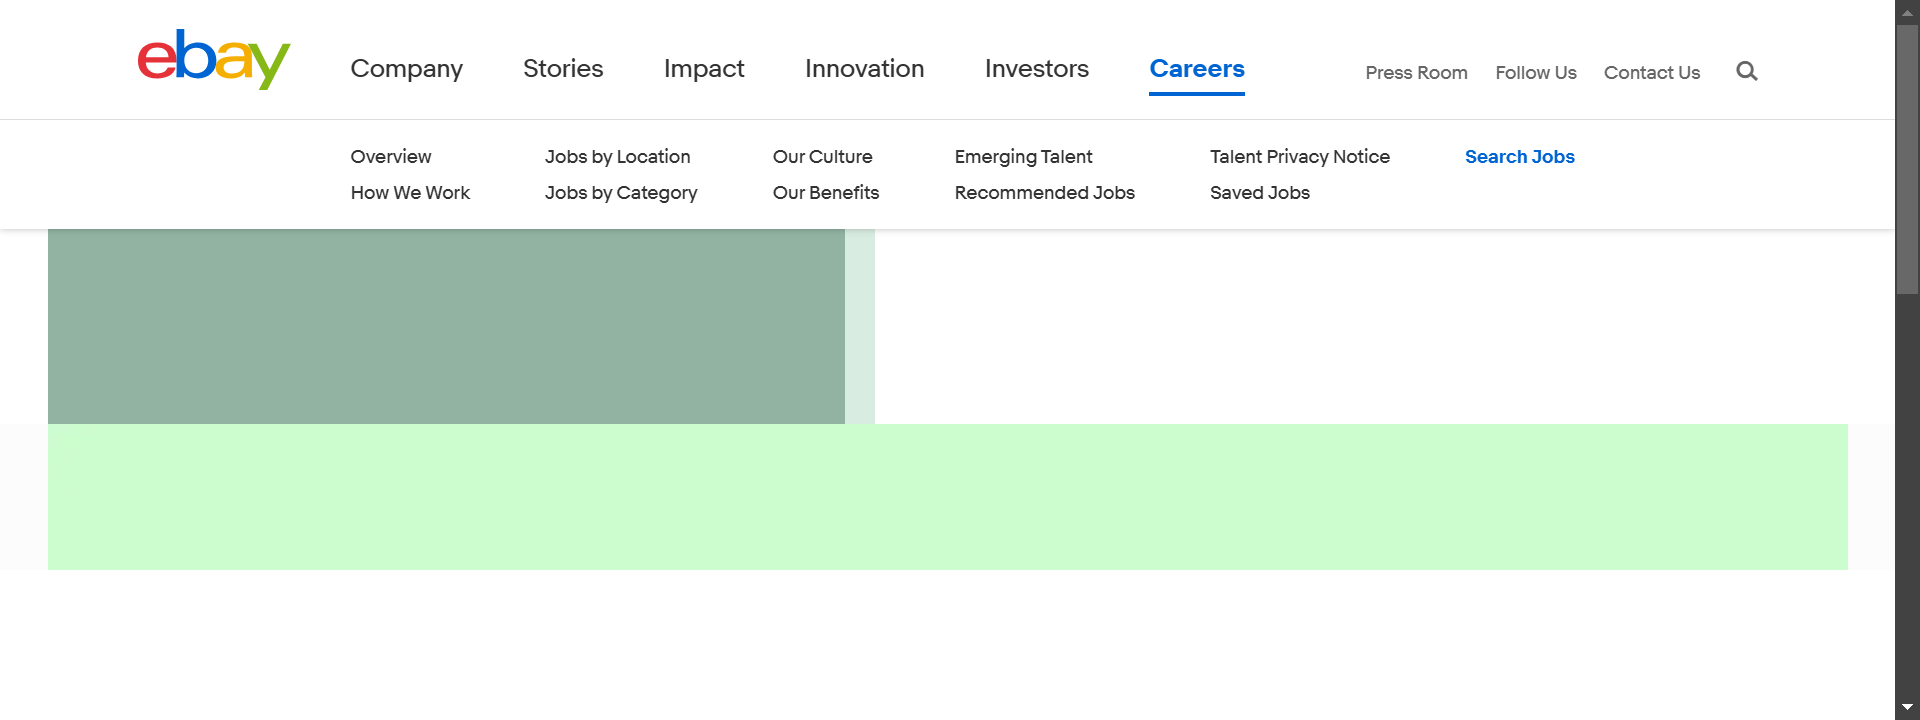 ebay
Company Stories Impact Innovation Investors Careers Press Room Follow Us Contact Us
Overview Jobs by Location Our Culture Emerging Talent Talent Privacy Notice Search Jobs
How We Work Jobs by Category Our Benefits Recommended Jobs Saved Jobs